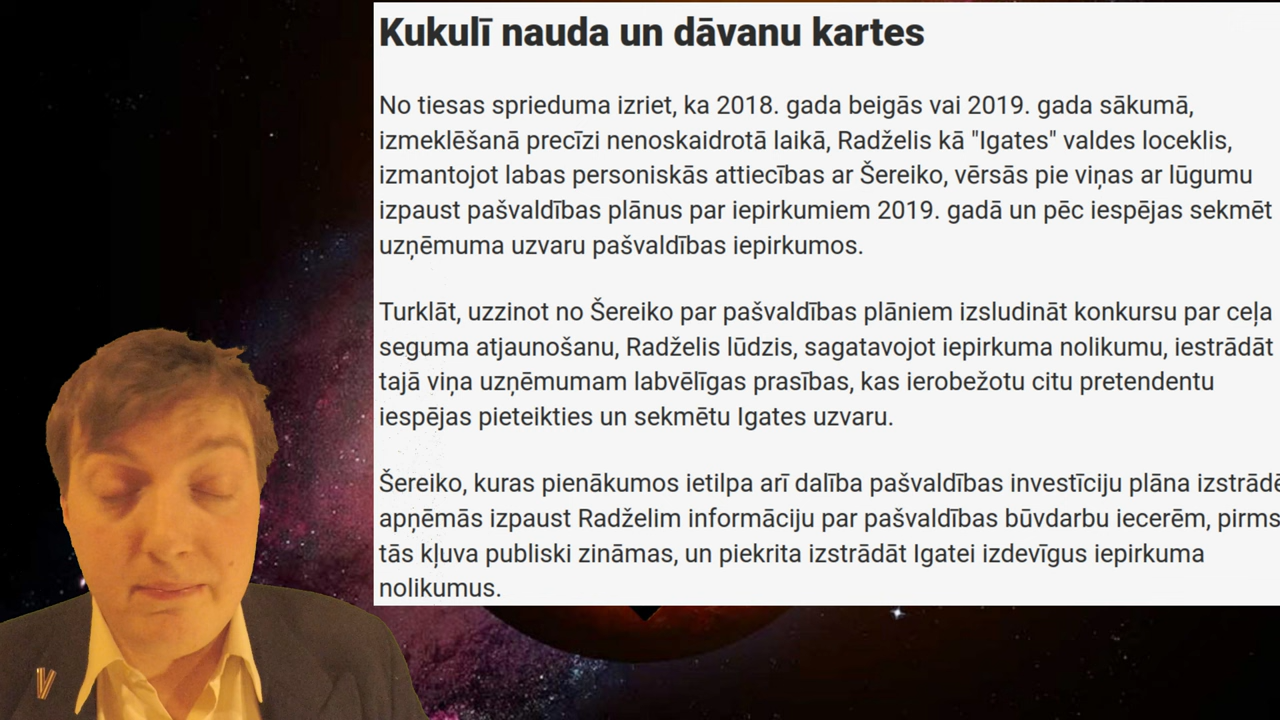 Kukulī nauda un dāvanu kartes
No tiesas sprieduma izriet, ka 2018. gada beigās vai 2019. gada sākumā,
izmeklēšanā precīzi nenoskaidrotā laikā, Radželis kā "Igates" valdes loceklis,
izmantojot labas personiskās attiecības ar Šereiko, vērsās pie viņas ar lūgumu
izpaust pašvaldības plānus par iepirkumiem 2019. gadā un pēc iespējas sekmēt
uzņēmuma uzvaru pašvaldības iepirkumos.
Turklāt, uzzinot no Šereiko par pašvaldības plāniem izsludināt konkursu par ceļa
seguma atjaunošanu, Radželis lūdzis, sagatavojot iepirkuma nolikumu, iestrādāt
tajā viņa uzņēmumam labvēlīgas prasības, kas ierobežotu citu pretendentu
iespējas pieteikties un sekmētu Igates uzvaru.
Šereiko, kuras pienākumos ietilpa arī dalība pašvaldības investīciju plāna izstrādē
apņēmās izpaust Radželim informāciju par pašvaldības būvdarbu iecerēm, pirms
tās kļuva publiski zināmas, un piekrita izstrādāt Igatei izdevīgus iepirkuma
nolikumus.